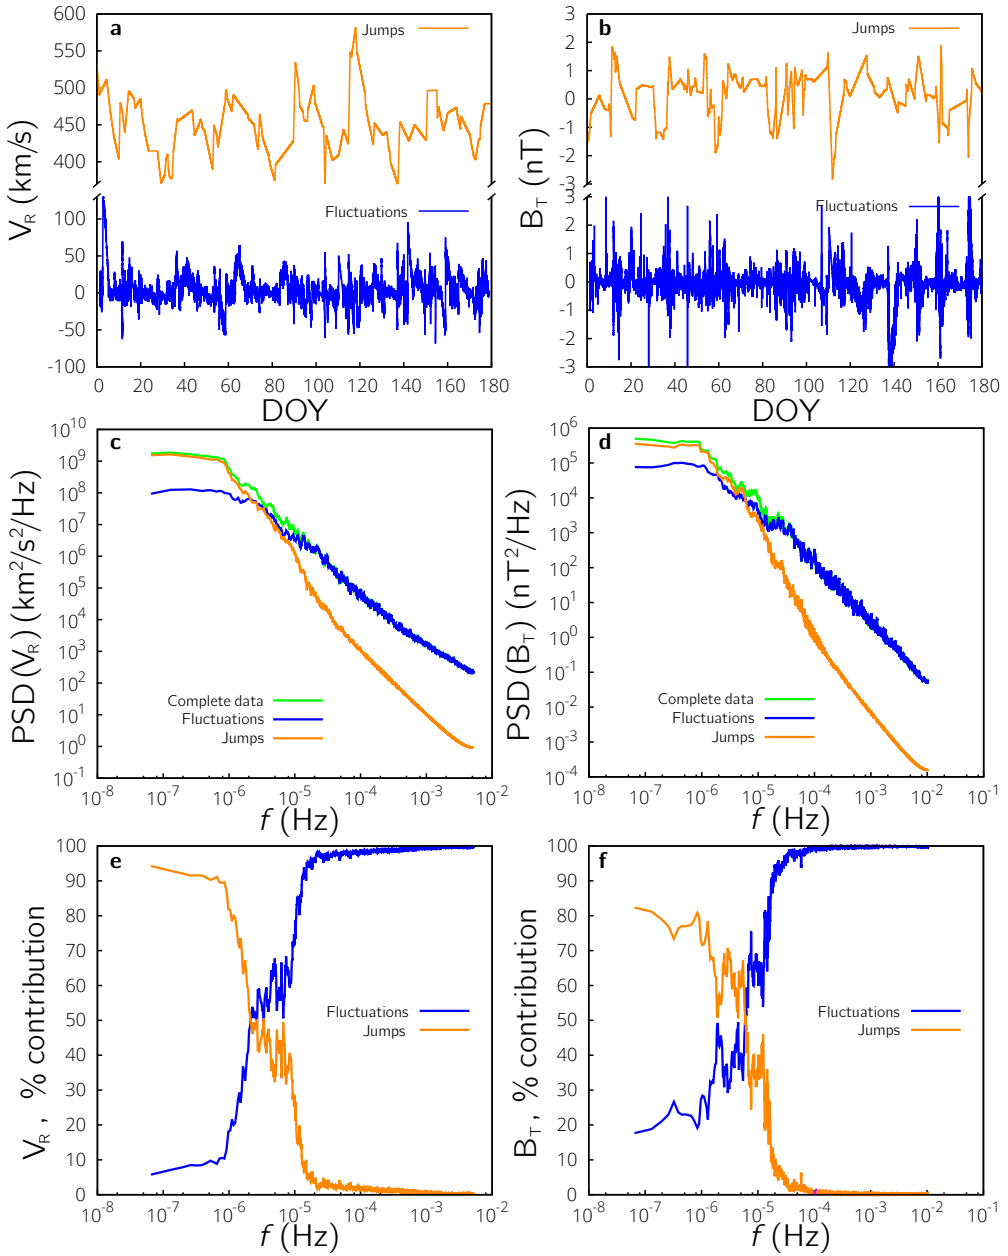 a
Jumps
600
550
500
450
400
V_R (km/s)
Fluctuations
100
50
0
-50
-100
0 20 40 60 80 100 120 140 160 180
DOY
b
Jumps
3
2
1
0
-1
-2
-3
B_T (nT)
Fluctuations
3
2
1
0
-1
-2
-3
0 20 40 60 80 100 120 140 160 180
DOY
c
10^10
10^9
10^8
10^7
10^6
10^5
10^4
10^3
10^2
10^1
10^0
10^-1
PSD(V_R) (km^2/s^2/Hz)
Complete data
Fluctuations
Jumps
10^-8 10^-7 10^-6 10^-5 10^-4 10^-3 10^-2
f (Hz)
d
10^6
10^5
10^4
10^3
10^2
10^1
10^0
10^-1
10^-2
10^-3
10^-4
PSD(B_T) (nT^2/Hz)
Complete data
Fluctuations
Jumps
10^-8 10^-7 10^-6 10^-5 10^-4 10^-3 10^-2 10^-1
f (Hz)
e
100
90
80
70
60
50
40
30
20
10
0
V_R , % contribution
Fluctuations
Jumps
10^-8 10^-7 10^-6 10^-5 10^-4 10^-3 10^-2
f (Hz)
f
100
90
80
70
60
50
40
30
20
10
0
B_T , % contribution
Fluctuations
Jumps
10^-8 10^-7 10^-6 10^-5 10^-4 10^-3 10^-2 10^-1
f (Hz)